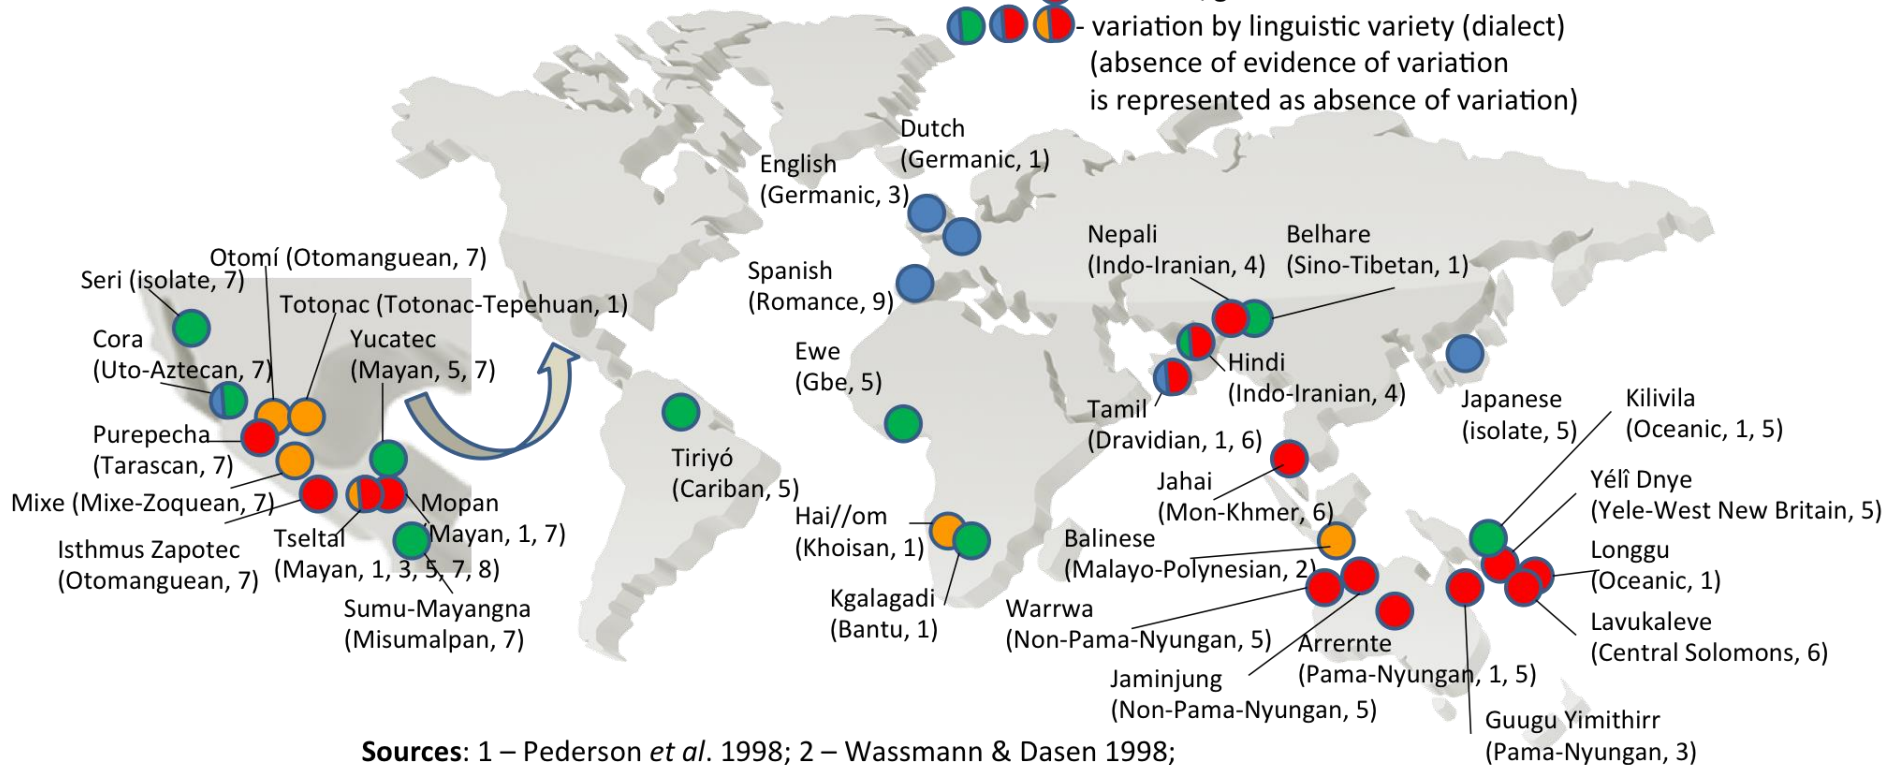 - variation by linguistic variety (dialect)
(absence of evidence of variation
is represented as absence of variation)
Dutch
(Germanic, 1)
English
(Germanic, 3)
Spanish
(Romance, 9)
Nepali
(Indo-Iranian, 4)
Belhare
(Sino-Tibetan, 1)
Otomí (Otomanguean, 7)
Seri (isolate, 7)
Totonac (Totonac-Tepehuan, 1)
Cora
(Uto-Aztecan, 7)
Yucatec
(Mayan, 5, 7)
Ewe
(Gbe, 5)
Hindi
(Indo-Iranian, 4)
Tamil
(Dravidian, 1, 6)
Japanese
(isolate, 5)
Kilivila
(Oceanic, 1, 5)
Purepecha
(Tarascan, 7)
Tiriyó
(Cariban, 5)
Jahai
(Mon-Khmer, 6)
Yélî Dnye
(Yele-West New Britain, 5)
Mixe (Mixe-Zoquean, 7)
Mopan
(Mayan, 1, 7)
Isthmus Zapotec
(Otomanguean, 7)
Tseltal
(Mayan, 1, 3, 5, 7, 8)
Hai//om
(Khoisan, 1)
Balinese
(Malayo-Polynesian, 2)
Longgu
(Oceanic, 1)
Sumu-Mayangna
(Misumalpan, 7)
Kgalagadi
(Bantu, 1)
Warrwa
(Non-Pama-Nyungan, 5)
Arrernte
(Pama-Nyungan, 1, 5)
Lavukaleve
(Central Solomons, 6)
Jaminjung
(Non-Pama-Nyungan, 5)
Guugu Yimithirr
(Pama-Nyungan, 3)
Sources: 1 – Pederson et al. 1998; 2 – Wassmann & Dasen 1998;